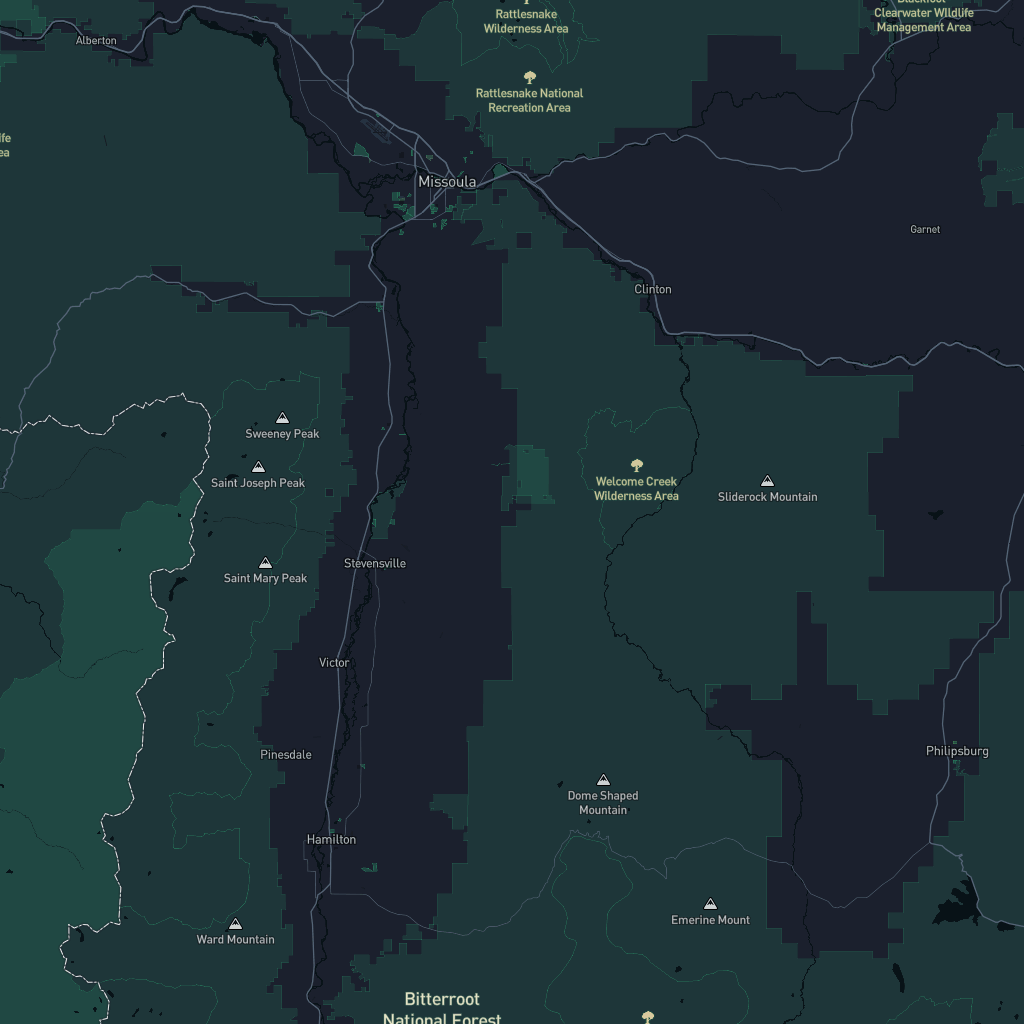 Rattlesnake
Wilderness Area
Clearwater Wildlife
Management Area
Alberton
Rattlesnake National
Recreation Area
Missoula
Garnet
Clinton
Sweeney Peak
Saint Joseph Peak
Welcome Creek
Wilderness Area
Sliderock Mountain
Stevensville
Saint Mary Peak
Victor
Pinesdale
Philipsburg
Dome Shaped
Mountain
Hamilton
Emerine Mount
Ward Mountain
Bitterroot
National Forest